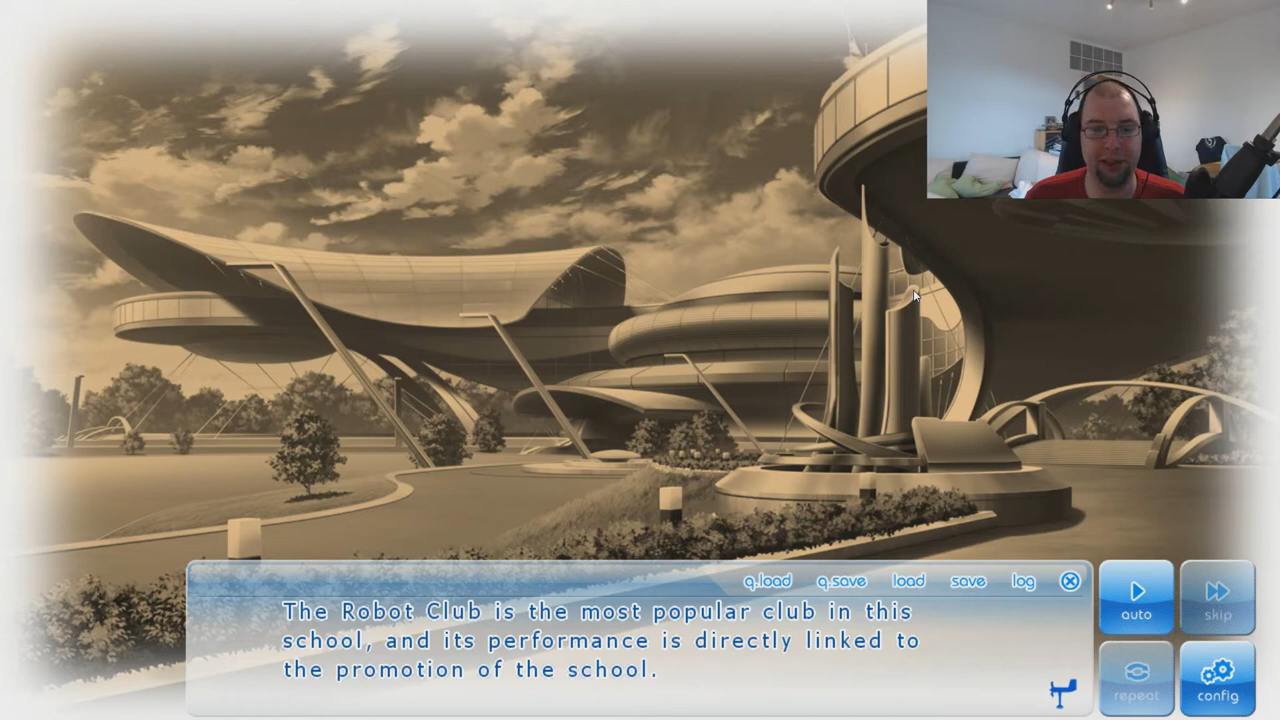 q.load q.save load save log
The Robot Club is the most popular club in this
school, and its performance is directly linked to
the promotion of the school.
auto
skip
repeat
config